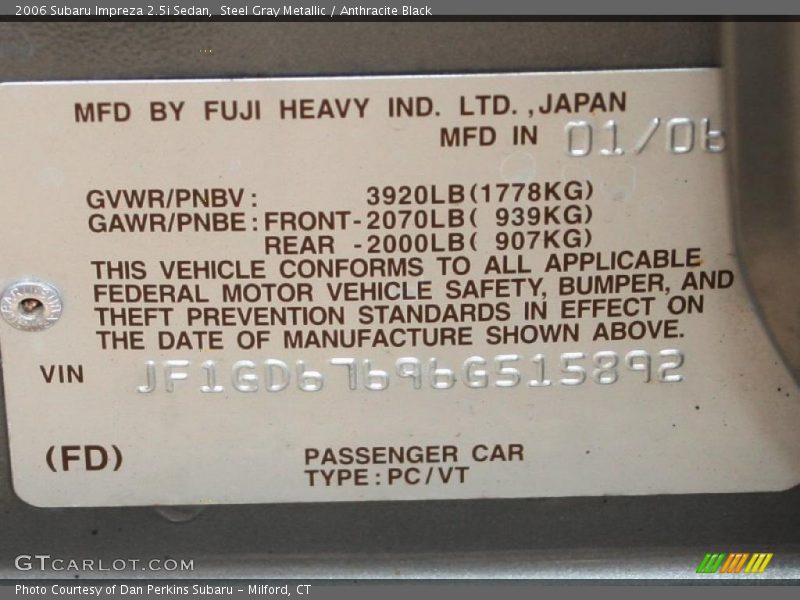 2006 Subaru Impreza 2.5i Sedan, Steel Gray Metallic / Anthracite Black
MFD BY FUJI HEAVY IND. LTD., JAPAN
MFD IN 01/06
GVWR/PNBV: 3920LB(1778KG)
GAWR/PNBE: FRONT-2070LB( 939KG)
REAR -2000LB( 907KG)
THIS VEHICLE CONFORMS TO ALL APPLICABLE
FEDERAL MOTOR VEHICLE SAFETY, BUMPER, AND
THEFT PREVENTION STANDARDS IN EFFECT ON
THE DATE OF MANUFACTURE SHOWN ABOVE.
VIN JF1GD67696G515892
(FD) PASSENGER CAR
TYPE: PC/VT
GTCARLOT.COM
Photo Courtesy of Dan Perkins Subaru - Milford, CT